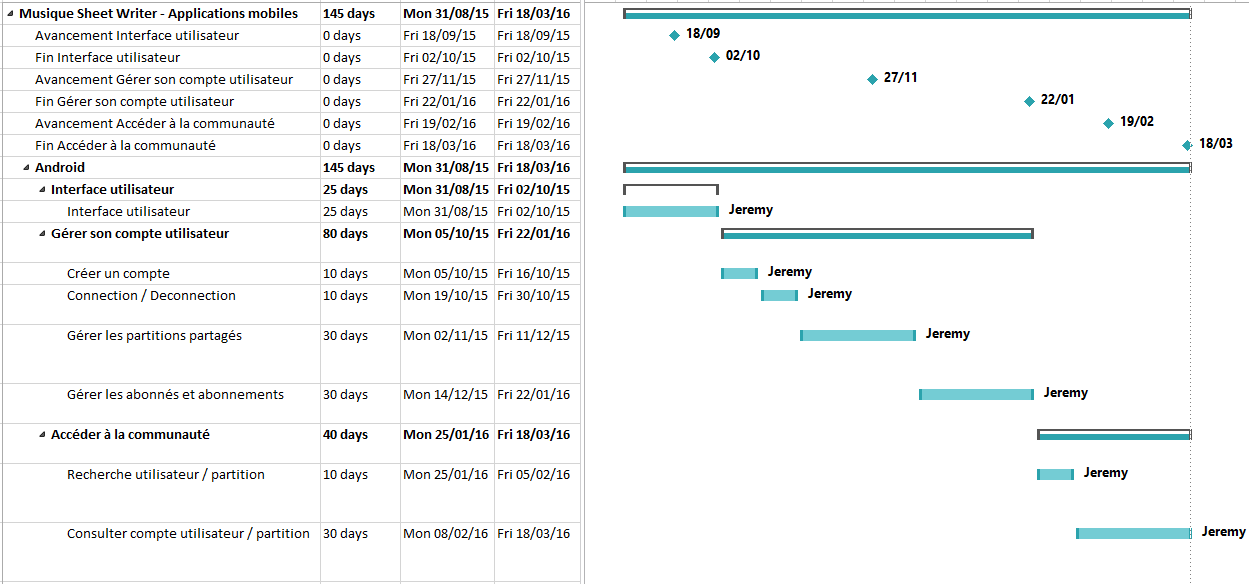 Musique Sheet Writer - Applications mobiles 145 days Mon 31/08/15 Fri 18/03/16
Avancement Interface utilisateur 0 days Fri 18/09/15 Fri 18/09/15 18/09
Fin Interface utilisateur 0 days Fri 02/10/15 Fri 02/10/15 02/10
Avancement Gérer son compte utilisateur 0 days Fri 27/11/15 Fri 27/11/15 27/11
Fin Gérer son compte utilisateur 0 days Fri 22/01/16 Fri 22/01/16 22/01
Avancement Accéder à la communauté 0 days Fri 19/02/16 Fri 19/02/16 19/02
Fin Accéder à la communauté 0 days Fri 18/03/16 Fri 18/03/16 18/03
Android 145 days Mon 31/08/15 Fri 18/03/16
Interface utilisateur 25 days Mon 31/08/15 Fri 02/10/15
Interface utilisateur 25 days Mon 31/08/15 Fri 02/10/15 Jeremy
Gérer son compte utilisateur 80 days Mon 05/10/15 Fri 22/01/16
Créer un compte 10 days Mon 05/10/15 Fri 16/10/15 Jeremy
Connection / Deconnection 10 days Mon 19/10/15 Fri 30/10/15 Jeremy
Gérer les partitions partagés 30 days Mon 02/11/15 Fri 11/12/15 Jeremy
Gérer les abonnés et abonnements 30 days Mon 14/12/15 Fri 22/01/16 Jeremy
Accéder à la communauté 40 days Mon 25/01/16 Fri 18/03/16
Recherche utilisateur / partition 10 days Mon 25/01/16 Fri 05/02/16 Jeremy
Consulter compte utilisateur / partition 30 days Mon 08/02/16 Fri 18/03/16 Jeremy